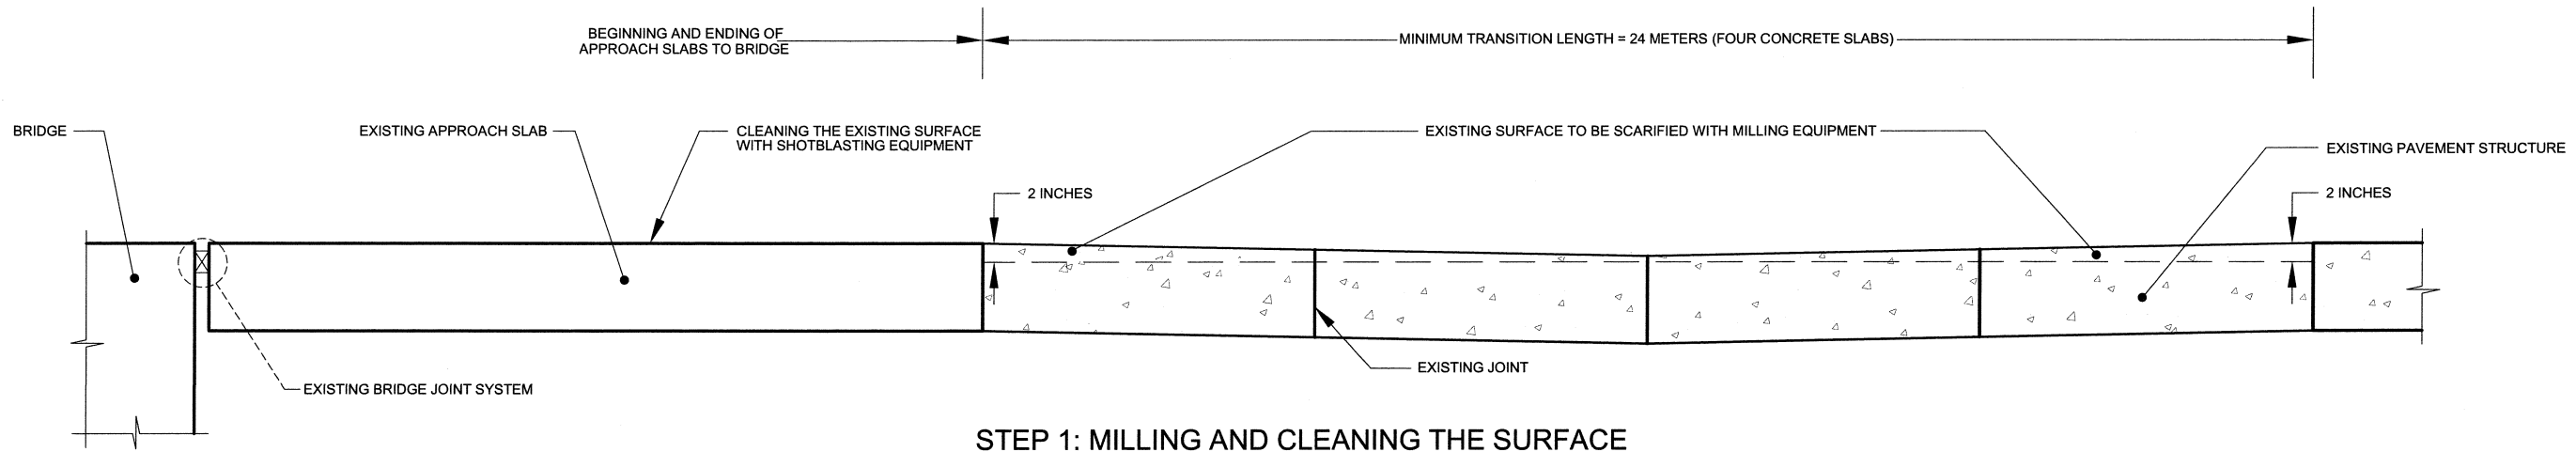 BEGINNING AND ENDING OF
APPROACH SLABS TO BRIDGE
MINIMUM TRANSITION LENGTH = 24 METERS (FOUR CONCRETE SLABS)
BRIDGE
EXISTING APPROACH SLAB
CLEANING THE EXISTING SURFACE
WITH SHOTBLASTING EQUIPMENT
EXISTING SURFACE TO BE SCARIFIED WITH MILLING EQUIPMENT
EXISTING PAVEMENT STRUCTURE
2 INCHES
2 INCHES
EXISTING JOINT
EXISTING BRIDGE JOINT SYSTEM
STEP 1: MILLING AND CLEANING THE SURFACE